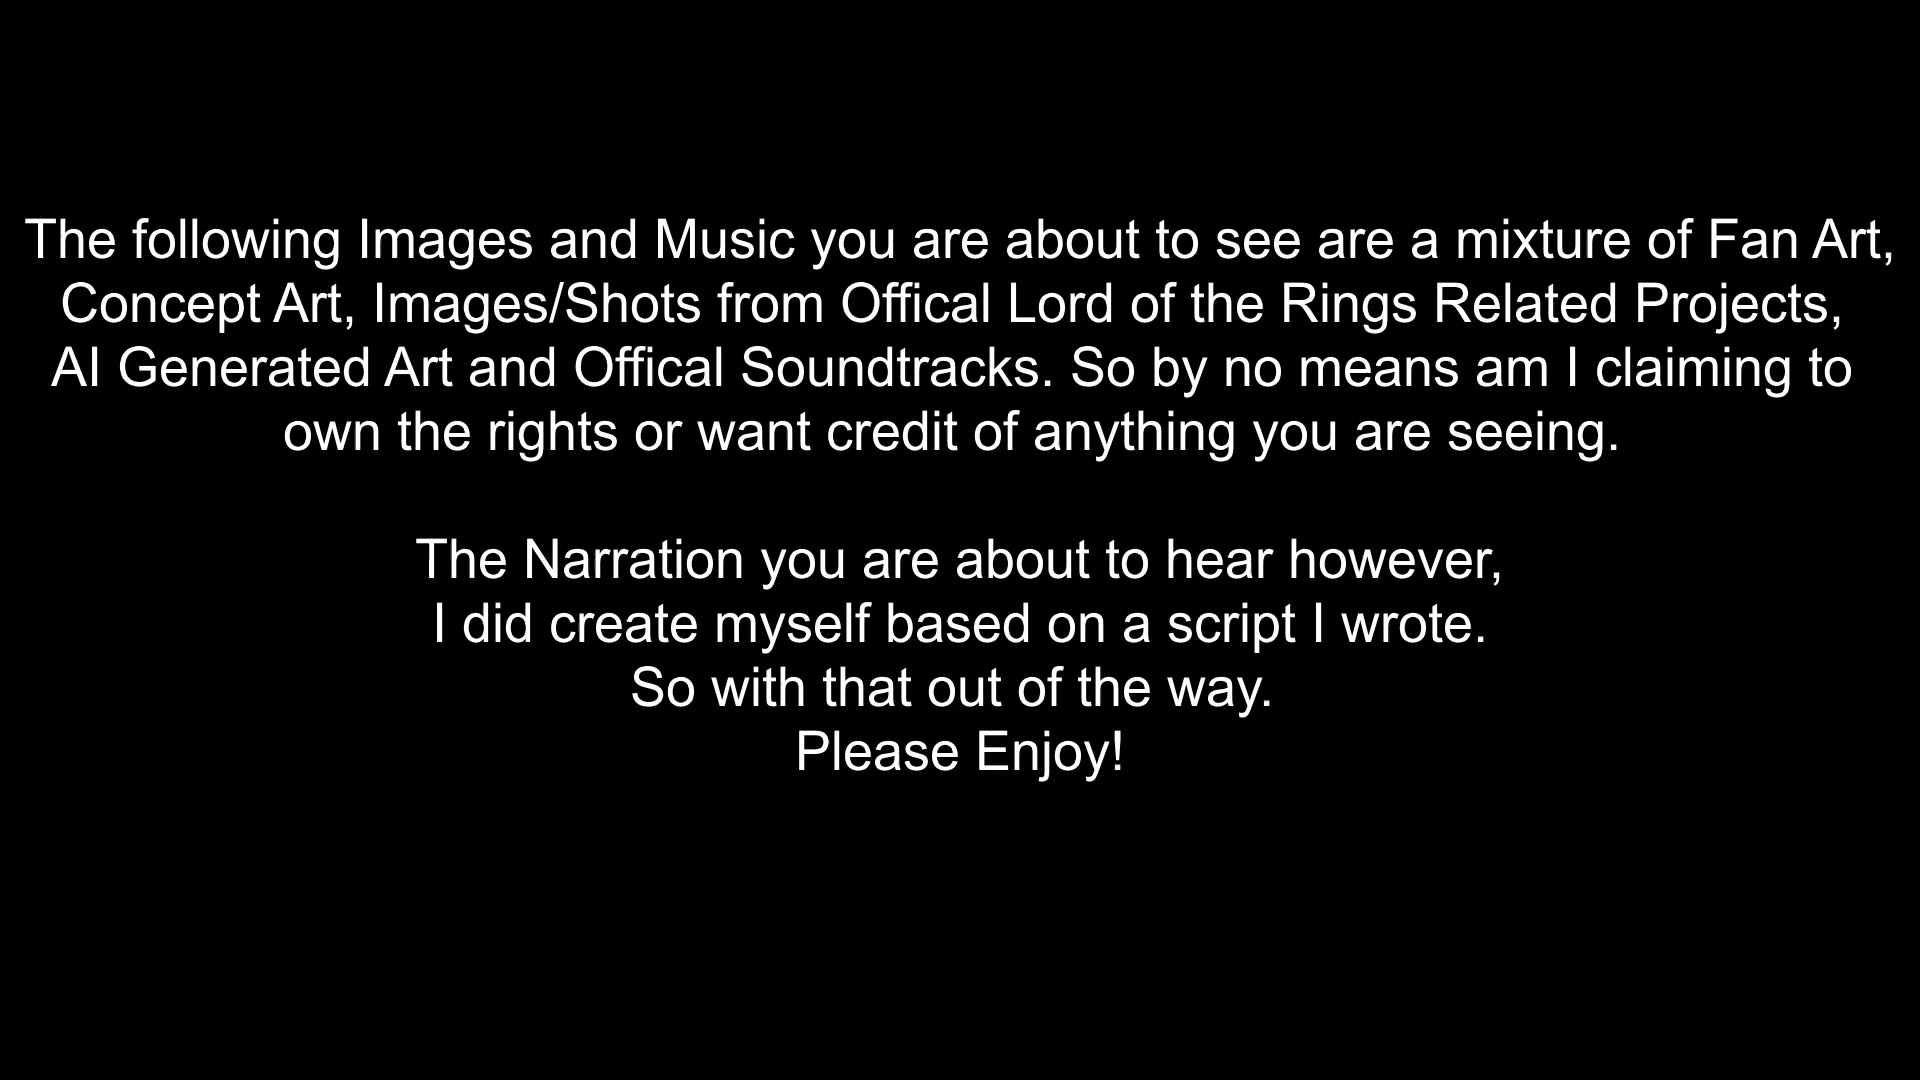 The following Images and Music you are about to see are a mixture of Fan Art,
Concept Art, Images/Shots from Offical Lord of the Rings Related Projects,
AI Generated Art and Offical Soundtracks. So by no means am I claiming to
own the rights or want credit of anything you are seeing.
The Narration you are about to hear however,
I did create myself based on a script I wrote.
So with that out of the way.
Please Enjoy!